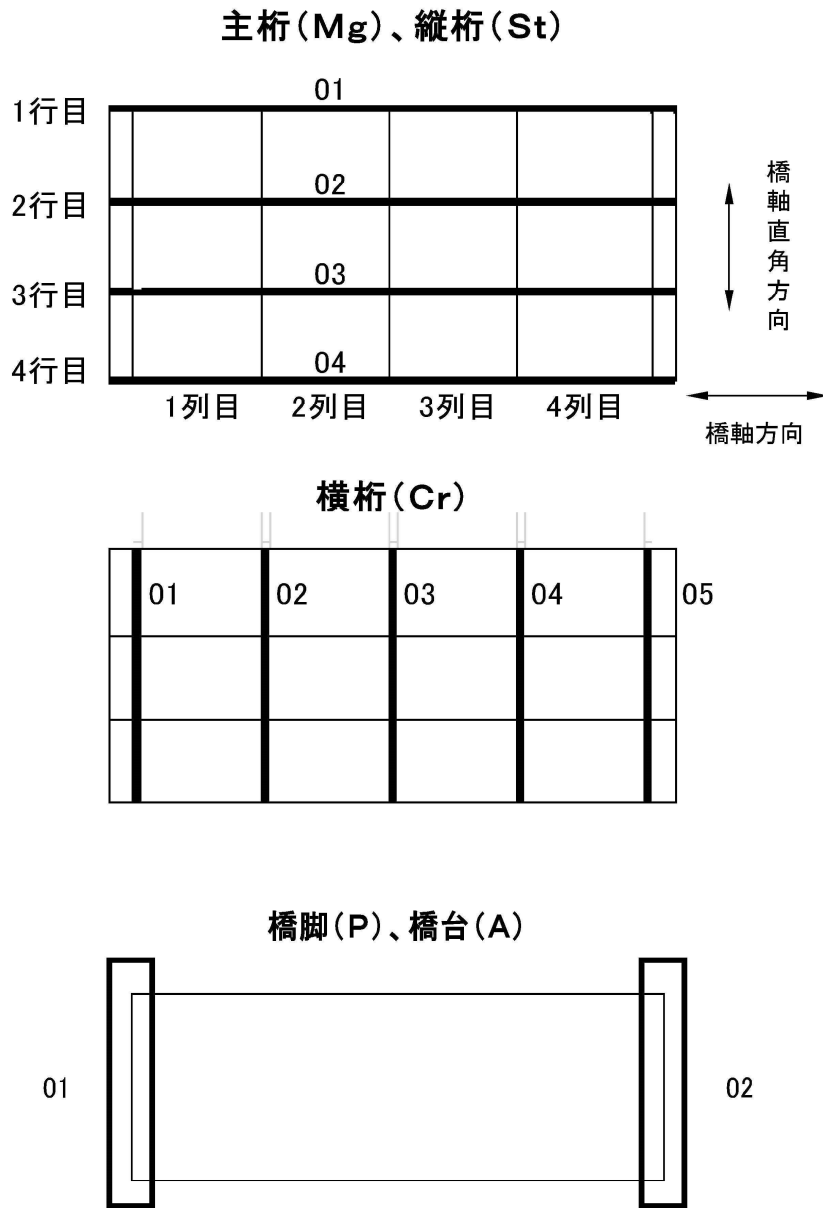 主桁(Mg)、縦桁(St)
01
1行目
02
2行目
03
3行目
04
4行目
1列目 2列目 3列目 4列目
橋軸直角方向
橋軸方向
横桁(Cr)
01 02 03 04 05
橋脚(P)、橋台(A)
01 02